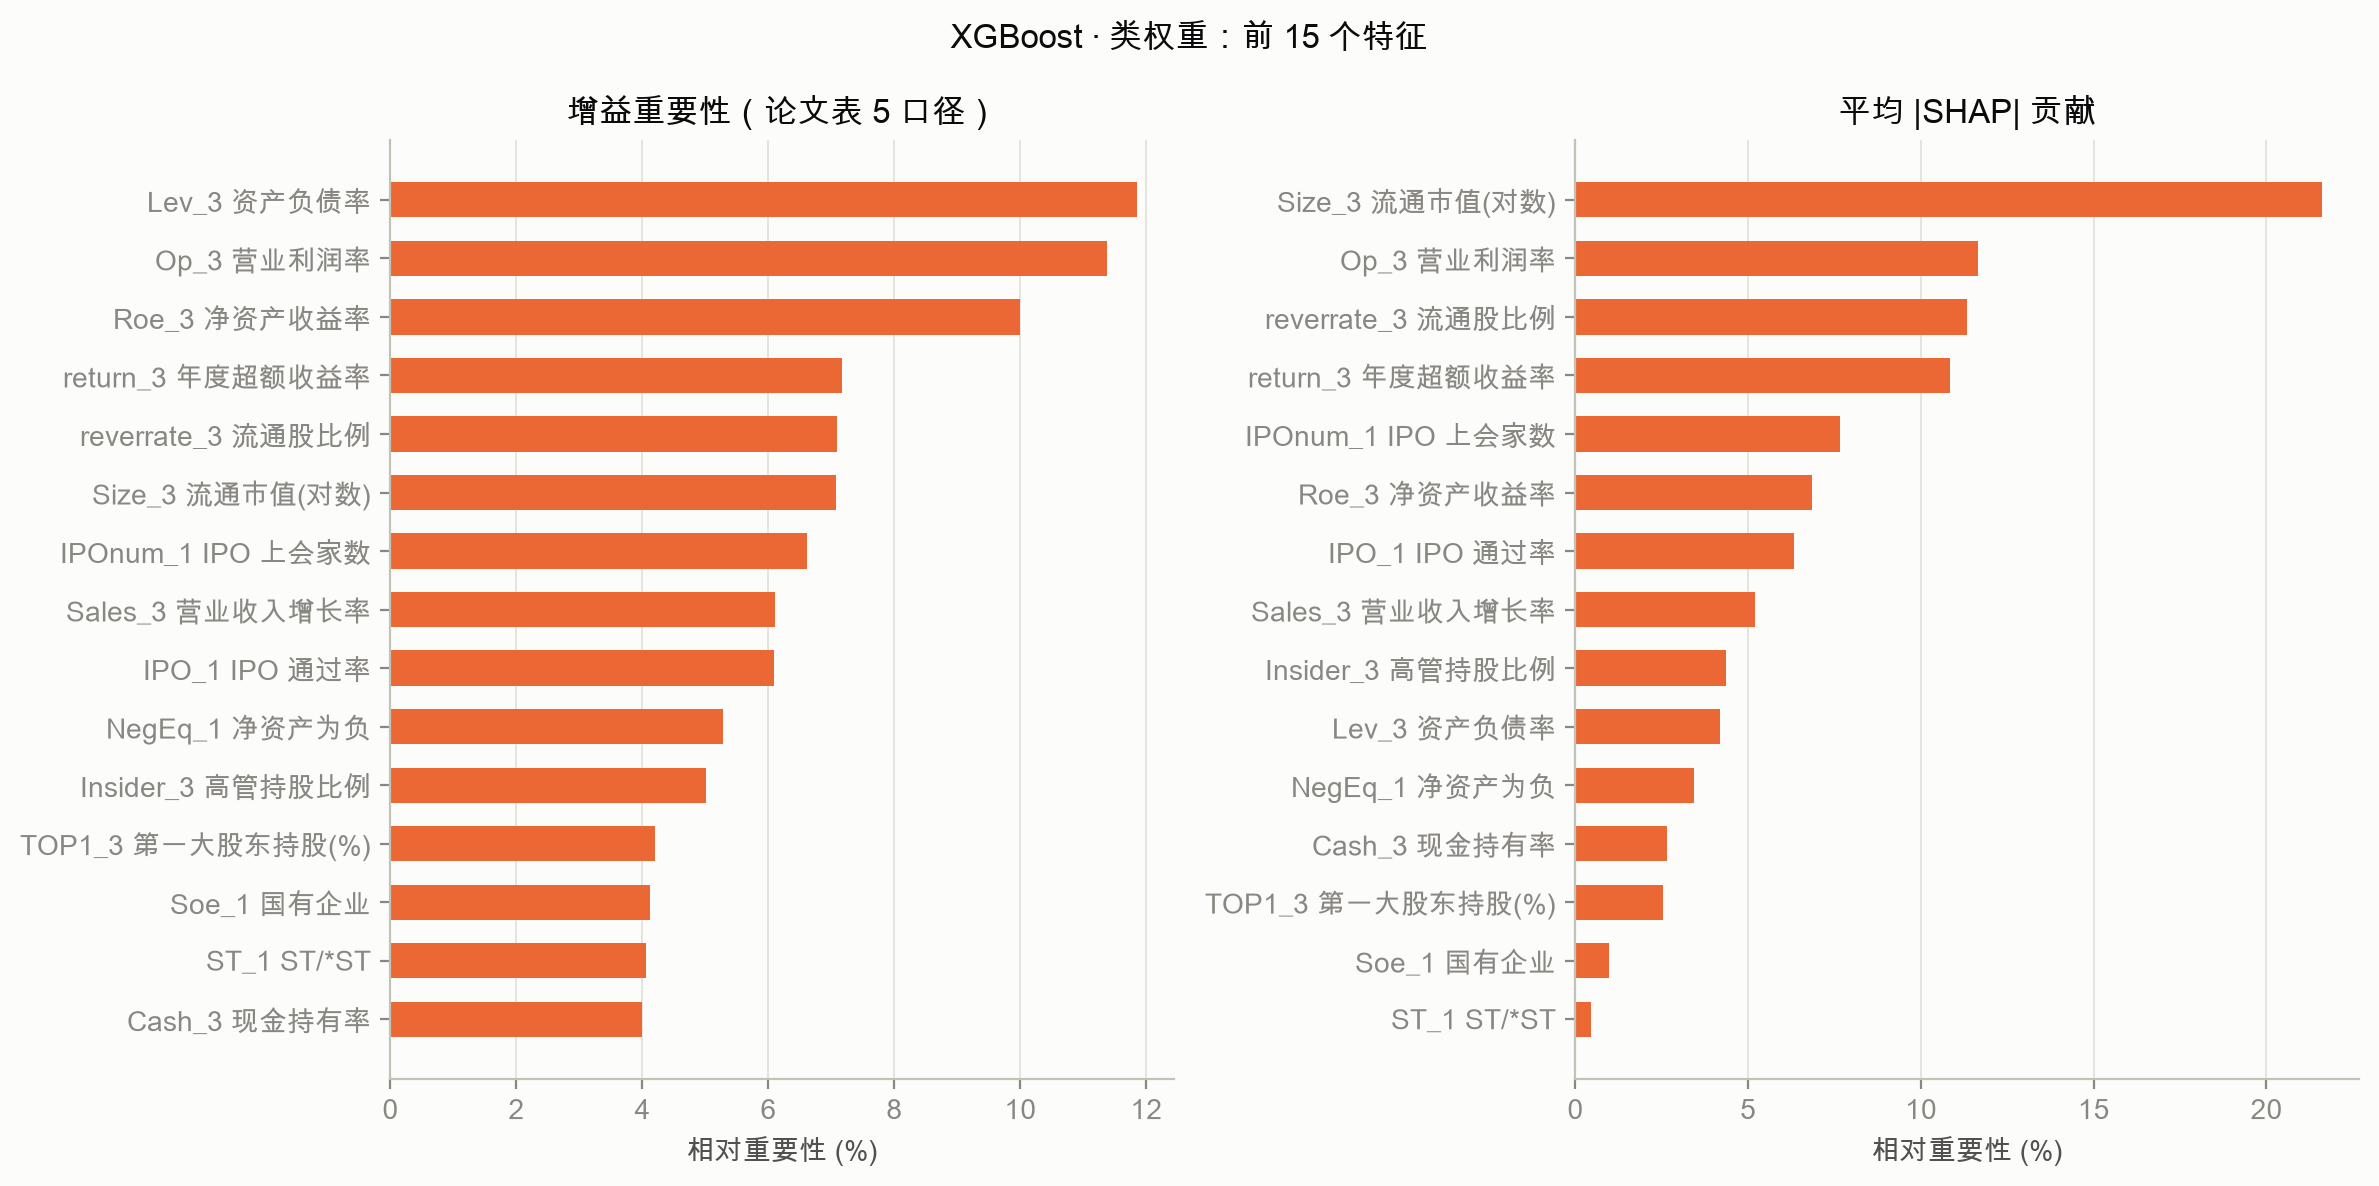 XGBoost · 类权重：前 15 个特征
增益重要性（论文表 5 口径）
Lev_3 资产负债率
Op_3 营业利润率
Roe_3 净资产收益率
return_3 年度超额收益率
reverrate_3 流通股比例
Size_3 流通市值(对数)
IPOnum_1 IPO 上会家数
Sales_3 营业收入增长率
IPO_1 IPO 通过率
NegEq_1 净资产为负
Insider_3 高管持股比例
TOP1_3 第一大股东持股(%)
Soe_1 国有企业
ST_1 ST/*ST
Cash_3 现金持有率
0 2 4 6 8 10 12
相对重要性 (%)
平均 |SHAP| 贡献
Size_3 流通市值(对数)
Op_3 营业利润率
reverrate_3 流通股比例
return_3 年度超额收益率
IPOnum_1 IPO 上会家数
Roe_3 净资产收益率
IPO_1 IPO 通过率
Sales_3 营业收入增长率
Insider_3 高管持股比例
Lev_3 资产负债率
NegEq_1 净资产为负
Cash_3 现金持有率
TOP1_3 第一大股东持股(%)
Soe_1 国有企业
ST_1 ST/*ST
0 5 10 15 20
相对重要性 (%)